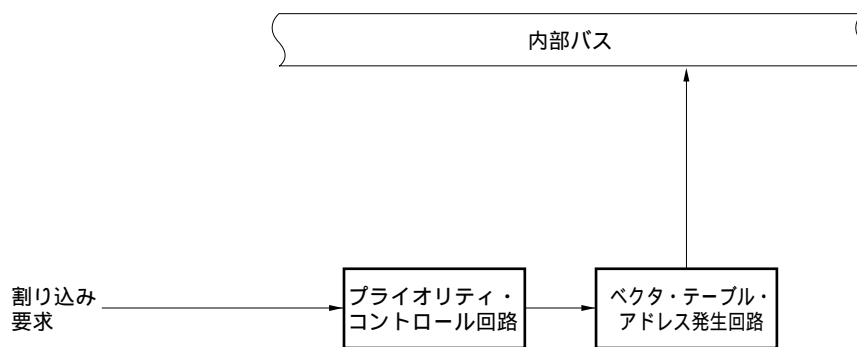 内部バス
割り込み
要求
プライオリティ・
コントロール回路
ベクタ・テーブル・
アドレス発生回路